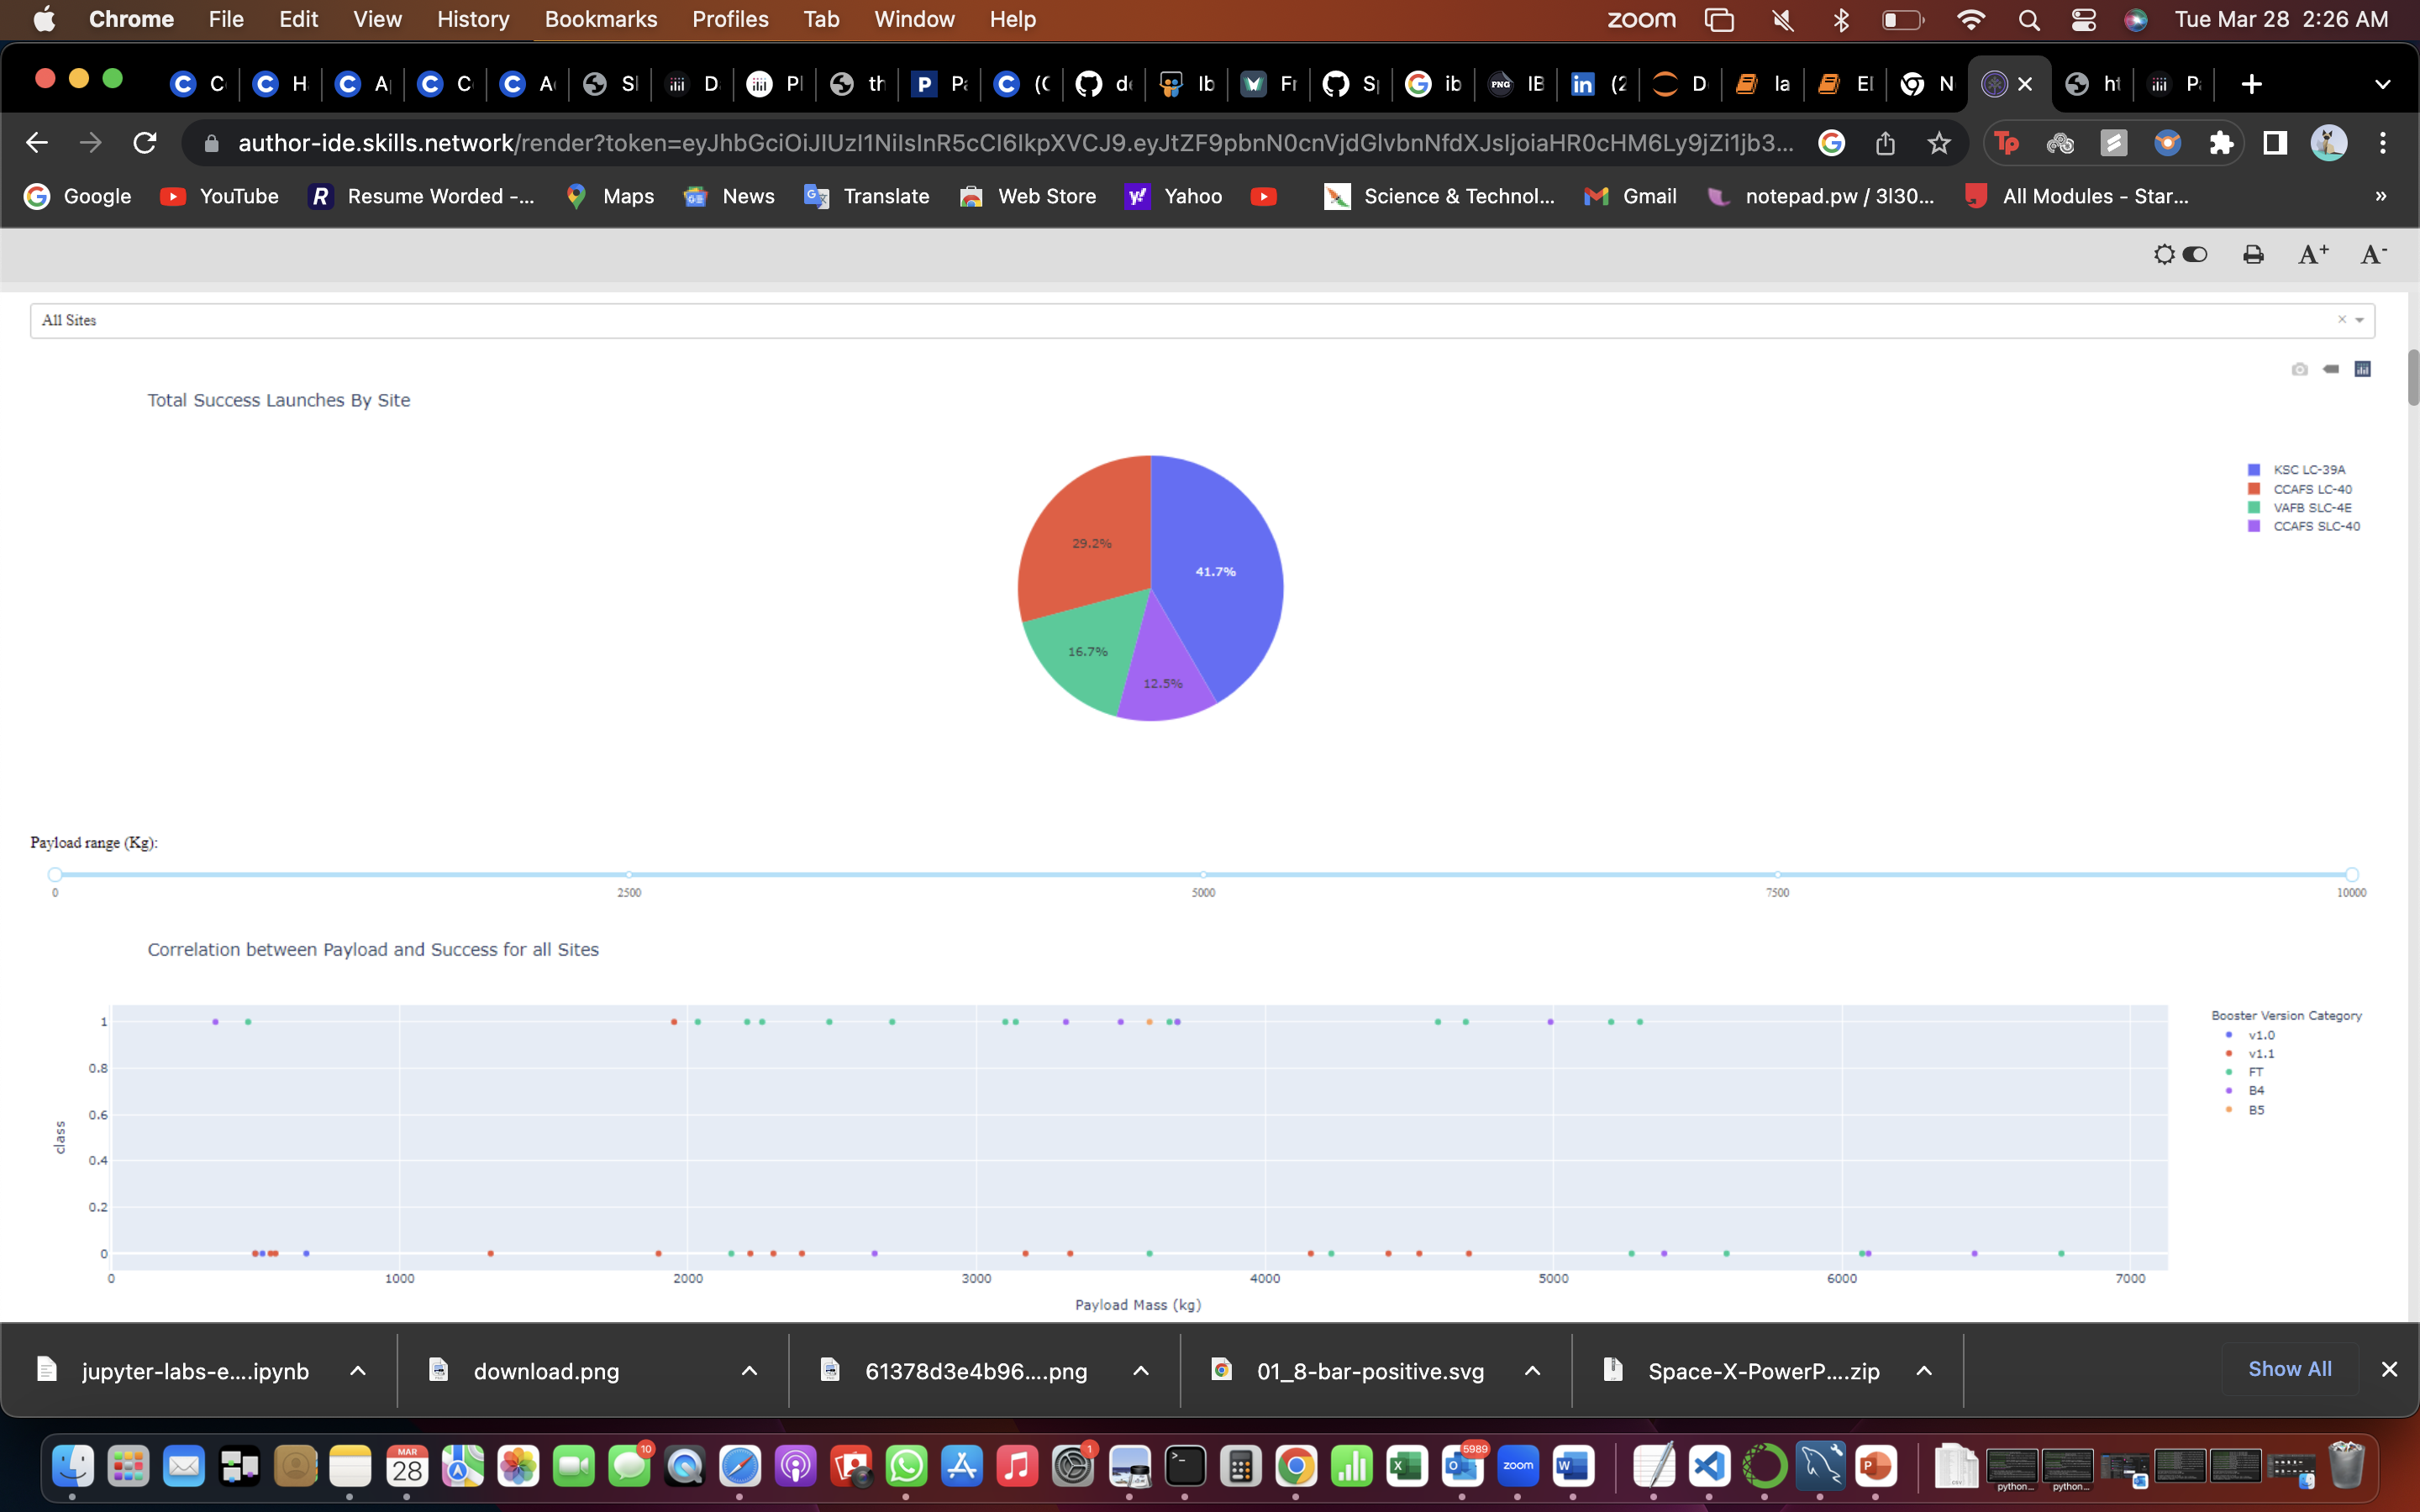 Chrome File Edit View History Bookmarks Profiles Tab Window Help zoom Tue Mar 28 2:26 AM
author-ide.skills.network/render?token=eyJhbGciOiJIUzI1NiIsInR5cCI6IkpXVCJ9.eyJtZF9pbnN0cnVjdGlvbnNfdXJsIjoiaHR0cHM6Ly9jZi1jb3...
Google YouTube Resume Worded -... Maps News Translate Web Store Yahoo Science & Technol... Gmail notepad.pw / 3l30... All Modules - Star... »
A+ A-
All Sites
Total Success Launches By Site
KSC LC-39A
CCAFS LC-40
VAFB SLC-4E
CCAFS SLC-40
29.2%
41.7%
16.7%
12.5%
Payload range (Kg):
0 2500 5000 7500 10000
Correlation between Payload and Success for all Sites
Booster Version Category
v1.0
v1.1
FT
B4
B5
class
1
0.8
0.6
0.4
0.2
0
0 1000 2000 3000 4000 5000 6000 7000
Payload Mass (kg)
jupyter-labs-e....ipynb download.png 61378d3e4b96....png 01_8-bar-positive.svg Space-X-PowerP....zip Show All
MAR
28
10
1
5989
zoom
python...
python...